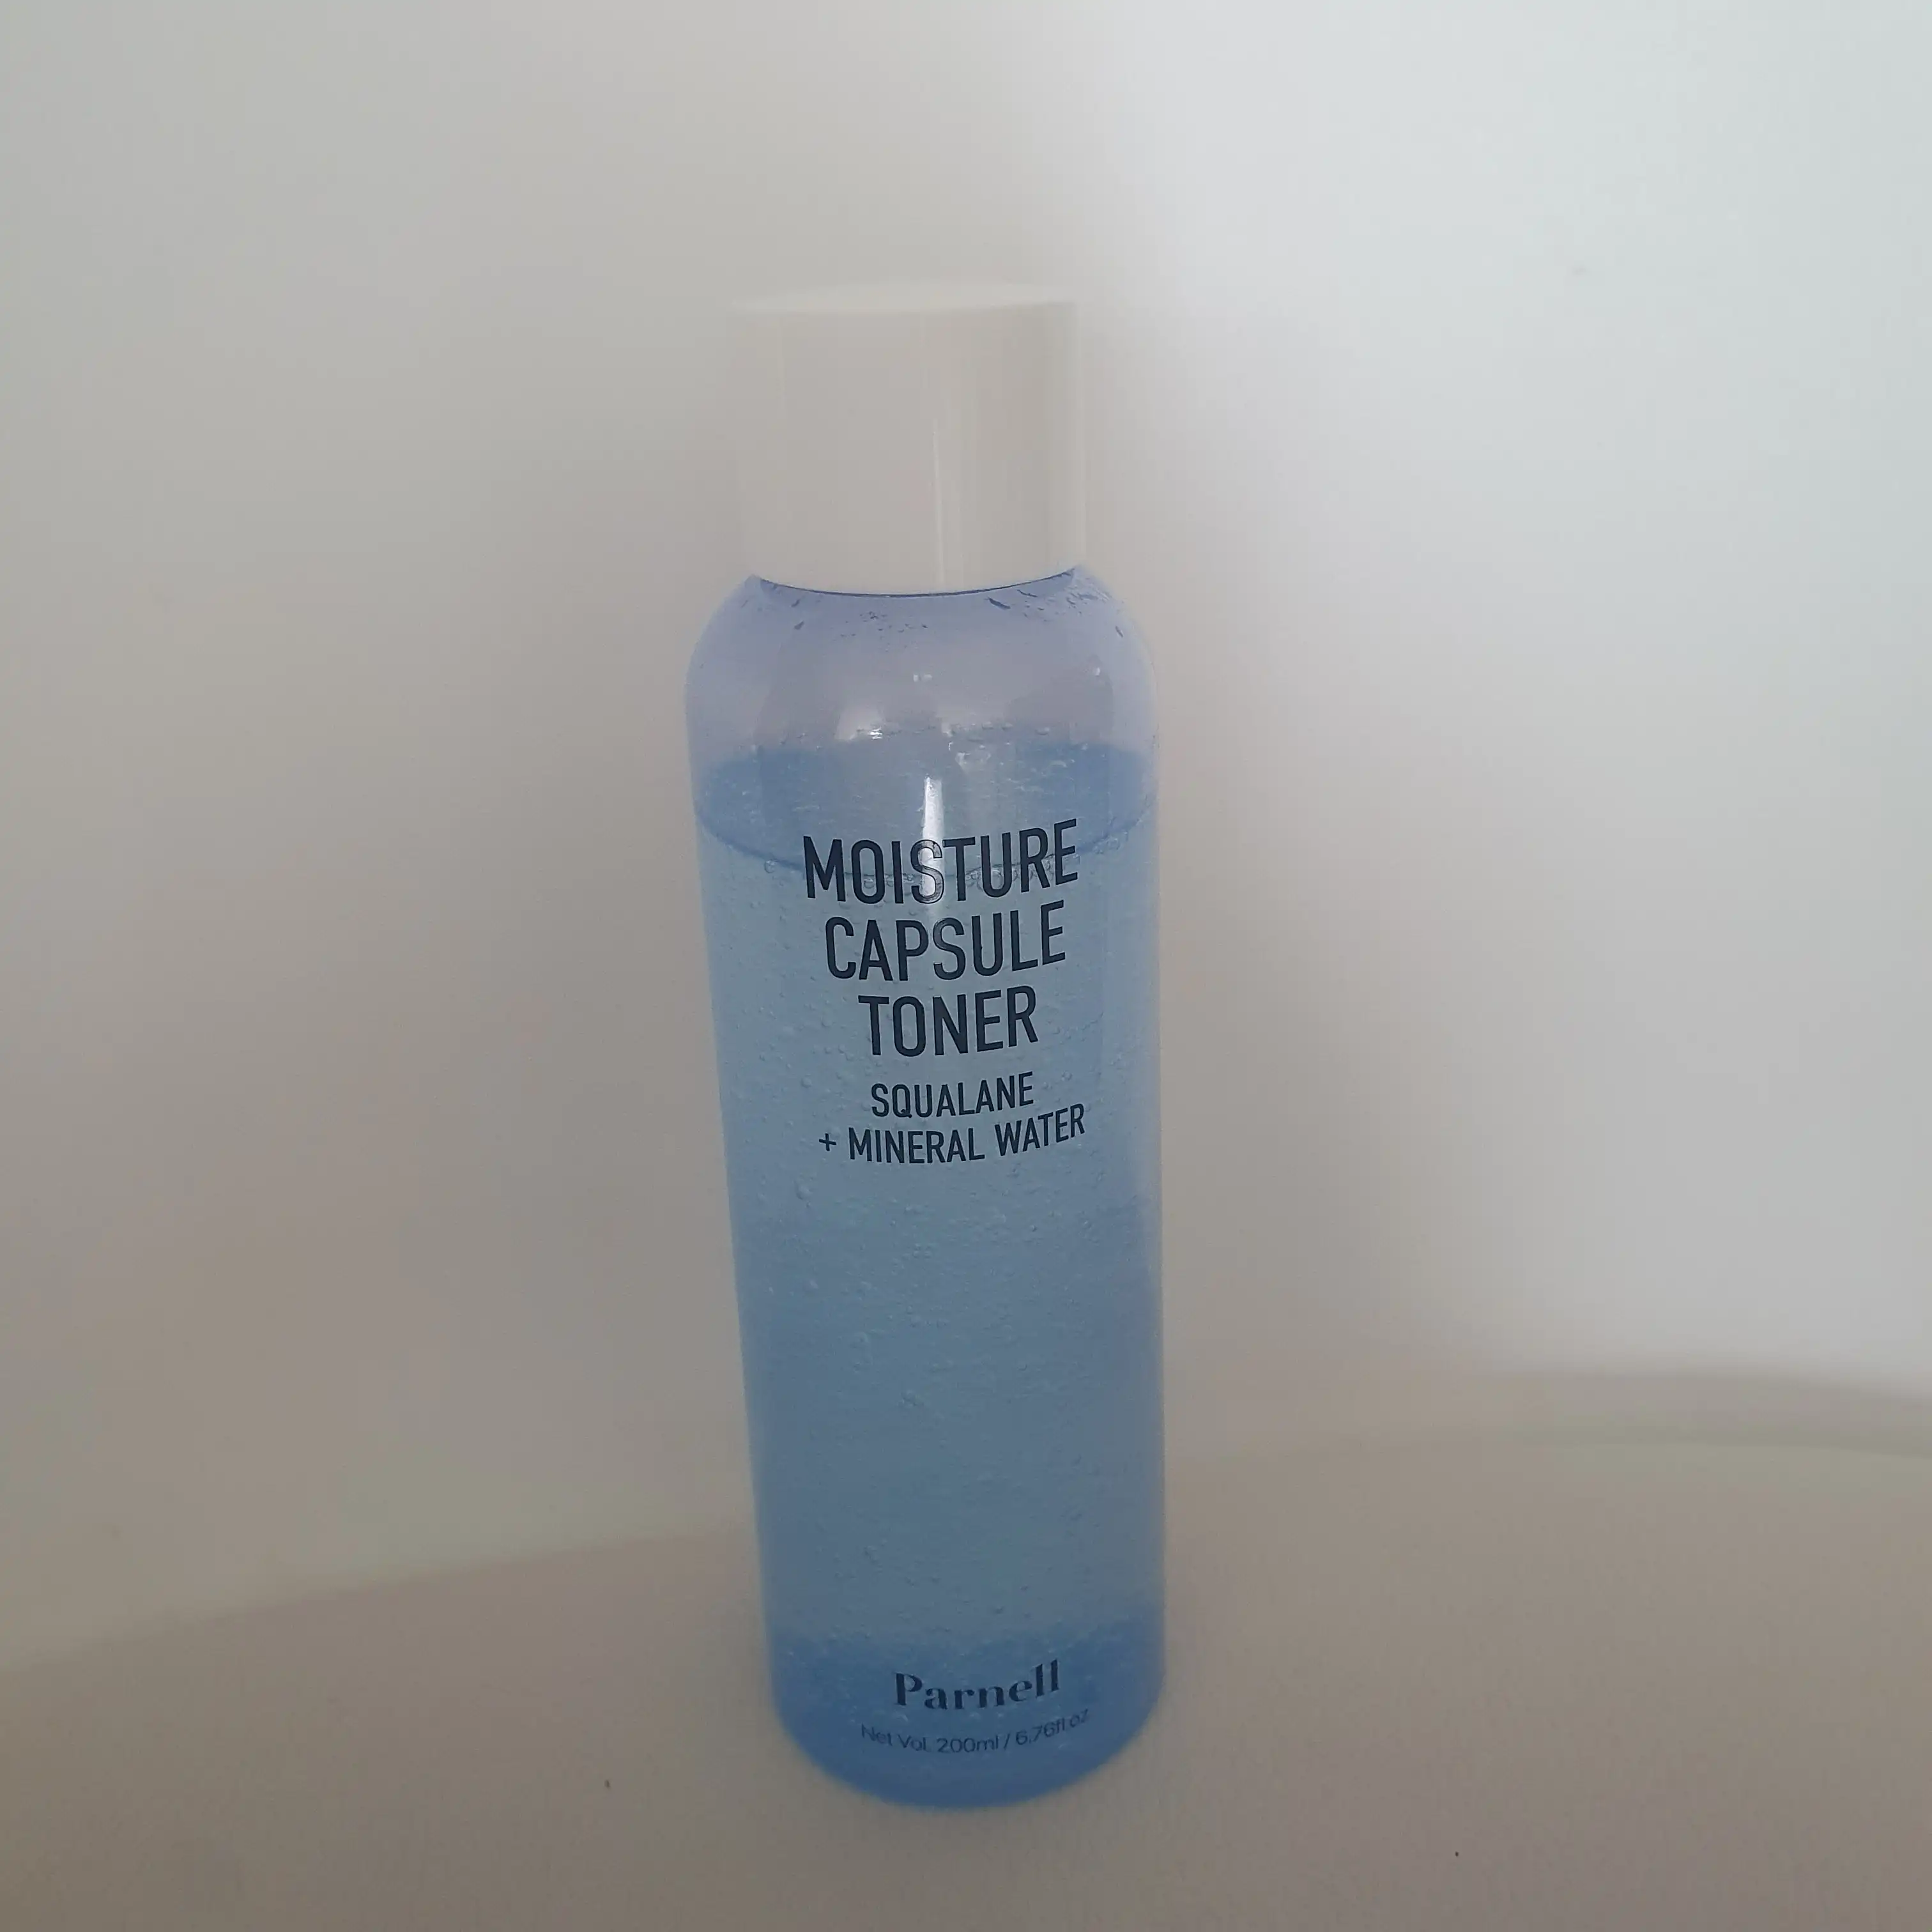 MOISTURE
CAPSULE
TONER
SQUALANE
+ MINERAL WATER
Parnell
Net Vol. 200ml / 6.76fl.oz